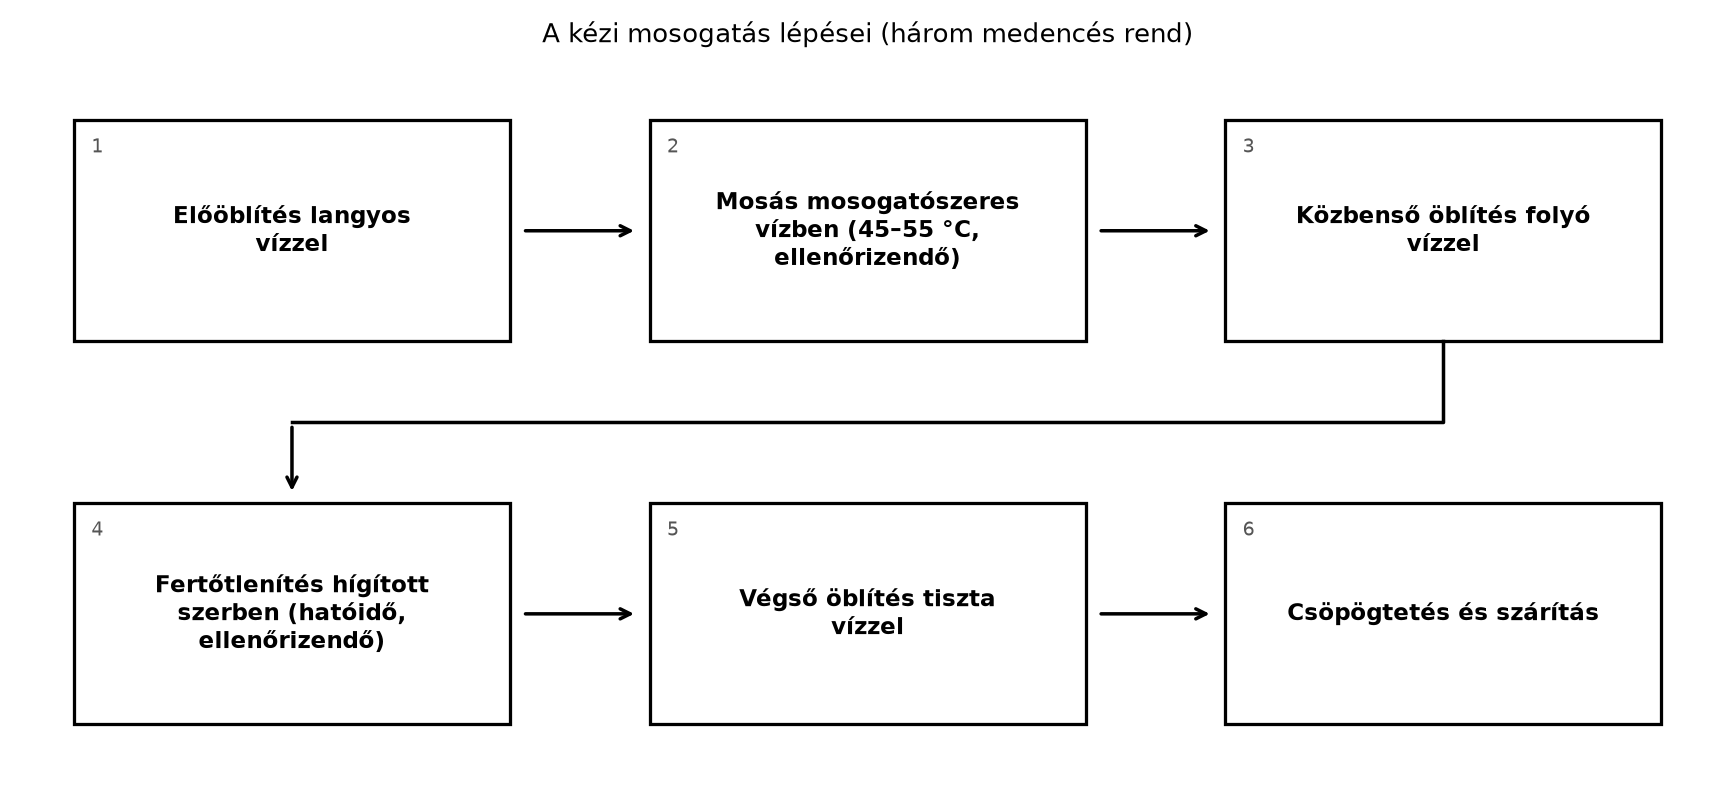 A kézi mosogatás lépései (három medencés rend)
1
Előöblítés langyos
vízzel
2
Mosás mosogatószeres
vízben (45–55 °C,
ellenőrizendő)
3
Közbenső öblítés folyó
vízzel
4
Fertőtlenítés hígított
szerben (hatóidő,
ellenőrizendő)
5
Végső öblítés tiszta
vízzel
6
Csöpögtetés és szárítás